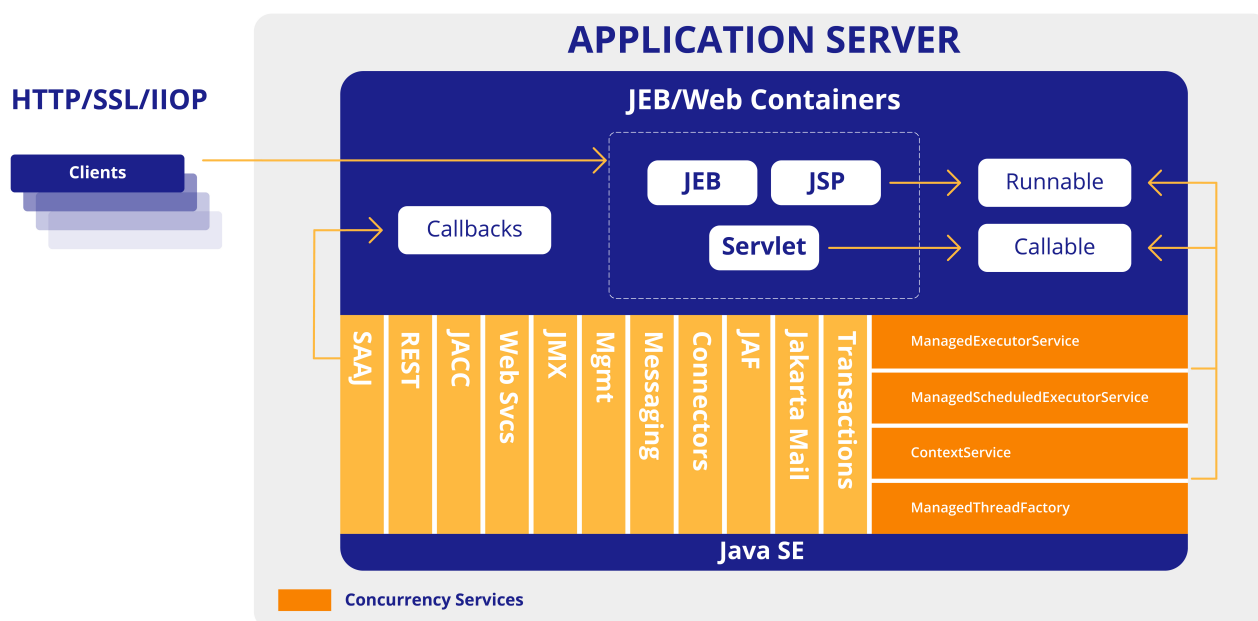 APPLICATION SERVER
HTTP/SSL/IIOP
Clients
JEB/Web Containers
JEB
JSP
Runnable
Callbacks
Servlet
Callable
SAAJ
REST
JACC
Web Svcs
JMX
Mgmt
Messaging
Connectors
JAF
Jakarta Mail
Transactions
ManagedExecutorService
ManagedScheduledExecutorService
ContextService
ManagedThreadFactory
Java SE
Concurrency Services